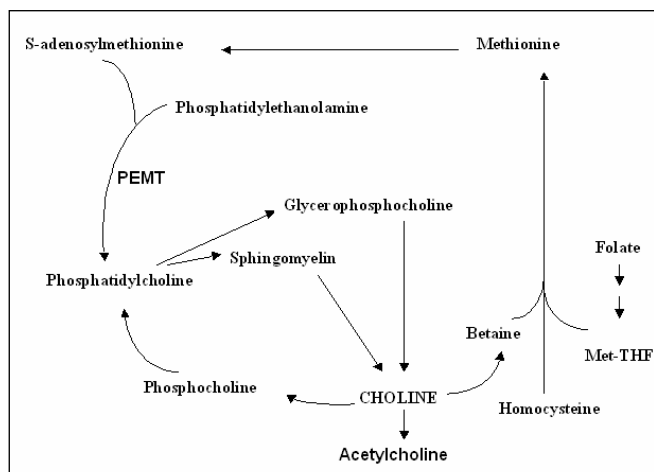 S-adenosylmethionine
Methionine
Phosphatidylethanolamine
PEMT
Glycerophosphocholine
Sphingomyelin
Folate
Phosphatidylcholine
Betaine
Met-THF
Phosphocholine
CHOLINE
Homocysteine
Acetylcholine